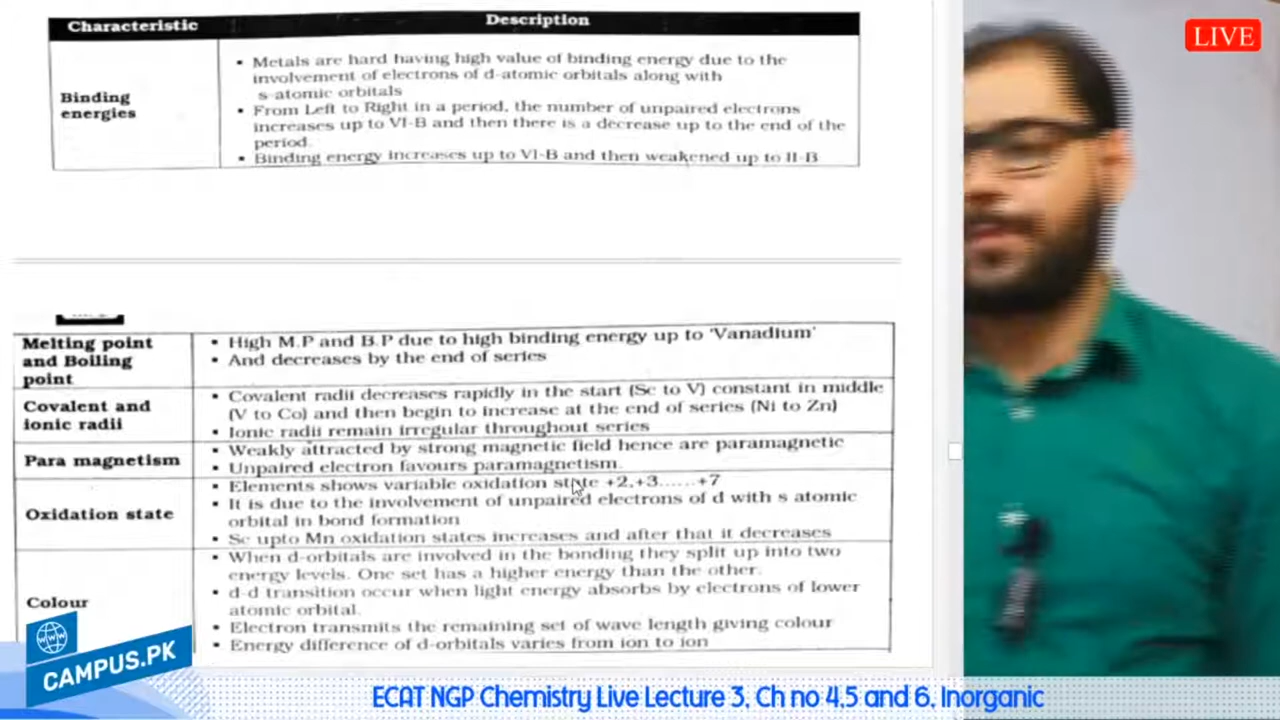 Characteristic Description
Binding energies
▪ Metals are hard having high value of binding energy due to the
involvement of electrons of d-atomic orbitals along with
s-atomic orbitals
▪ From Left to Right in a period, the number of unpaired electrons
increases up to VI-B and then there is a decrease up to the end of the
period.
▪ Binding energy increases up to VI-B and then weakened up to II-B
Melting point
and Boiling
point
▪ High M.P and B.P due to high binding energy up to 'Vanadium'
▪ And decreases by the end of series
Covalent and
ionic radii
▪ Covalent radii decreases rapidly in the start (Sc to V) constant in middle
(V to Co) and then begin to increase at the end of series (Ni to Zn)
▪ Ionic radii remain irregular throughout series
Para magnetism
▪ Weakly attracted by strong magnetic field hence are paramagnetic
▪ Unpaired electron favours paramagnetism.
Oxidation state
▪ Elements shows variable oxidation state +2,+3......+7
▪ It is due to the involvement of unpaired electrons of d with s atomic
orbital in bond formation
▪ Sc upto Mn oxidation states increases and after that it decreases
Colour
▪ When d-orbitals are involved in the bonding they split up into two
energy levels. One set has a higher energy than the other.
▪ d-d transition occur when light energy absorbs by electrons of lower
atomic orbital.
▪ Electron transmits the remaining set of wave length giving colour
▪ Energy difference of d-orbitals varies from ion to ion
LIVE
WWW
CAMPUS.PK
ECAT NGP Chemistry Live Lecture 3, Ch no 4,5 and 6, Inorganic